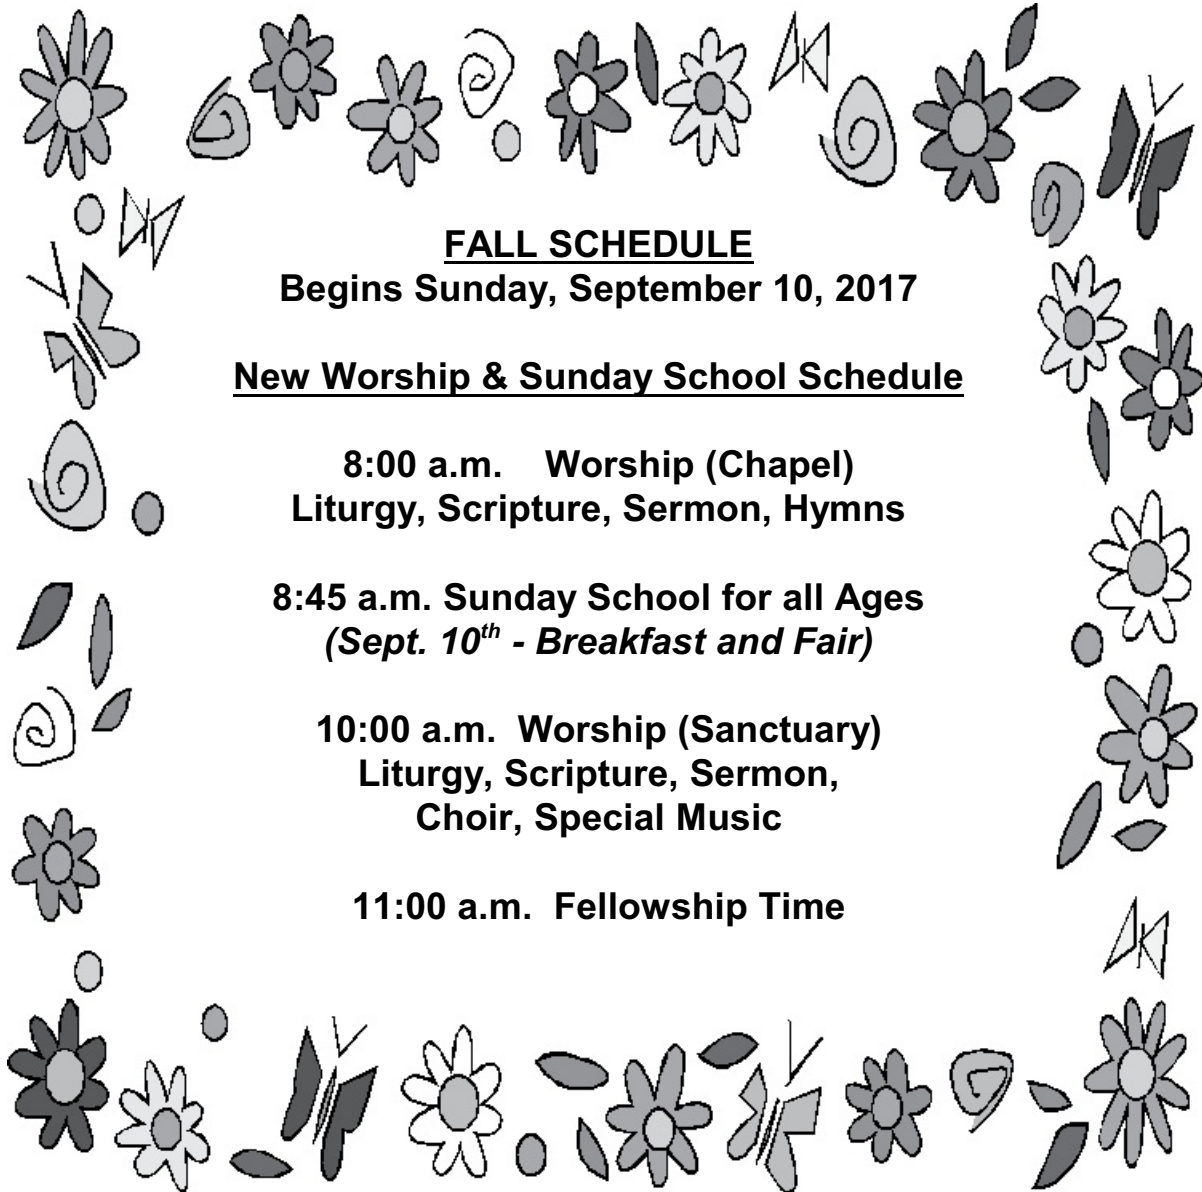 FALL SCHEDULE
Begins Sunday, September 10, 2017
New Worship & Sunday School Schedule
8:00 a.m. Worship (Chapel)
Liturgy, Scripture, Sermon, Hymns
8:45 a.m. Sunday School for all Ages
(Sept. 10th - Breakfast and Fair)
10:00 a.m. Worship (Sanctuary)
Liturgy, Scripture, Sermon,
Choir, Special Music
11:00 a.m. Fellowship Time